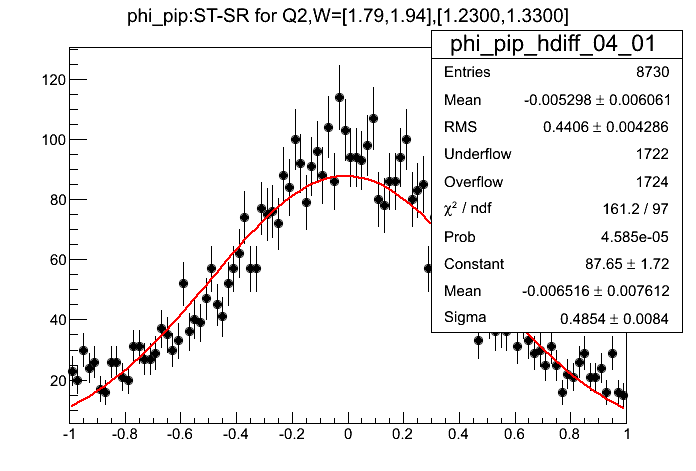 phi_pip:ST-SR for Q2,W=[1.79,1.94],[1.2300,1.3300]
phi_pip_hdiff_04_01
Entries 8730
Mean -0.005298 ± 0.006061
RMS 0.4406 ± 0.004286
Underflow 1722
Overflow 1724
χ² / ndf 161.2 / 97
Prob 4.585e-05
Constant 87.65 ± 1.72
Mean -0.006516 ± 0.007612
Sigma 0.4854 ± 0.0084
120
100
80
60
40
20
-1 -0.8 -0.6 -0.4 -0.2 0 0.2 0.4 0.6 0.8 1